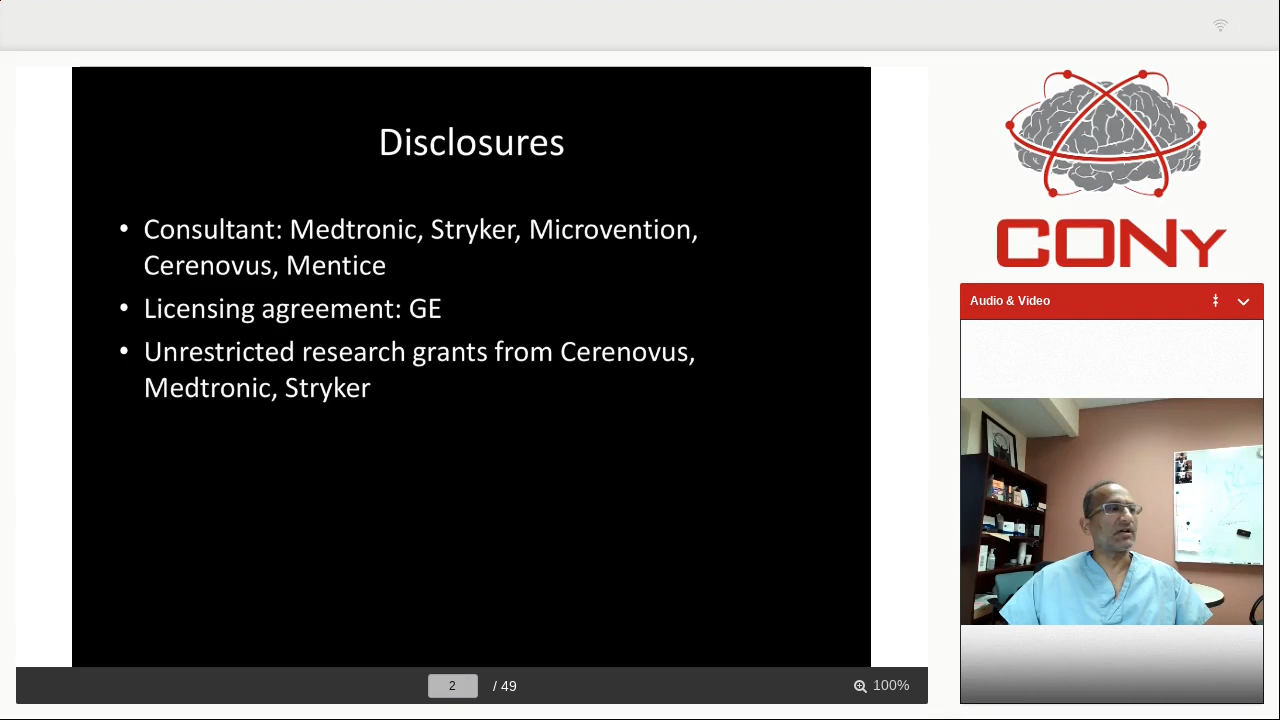 Disclosures
• Consultant: Medtronic, Stryker, Microvention,
Cerenovus, Mentice
• Licensing agreement: GE
• Unrestricted research grants from Cerenovus,
Medtronic, Stryker
2 / 49
100%
CONy
Audio & Video